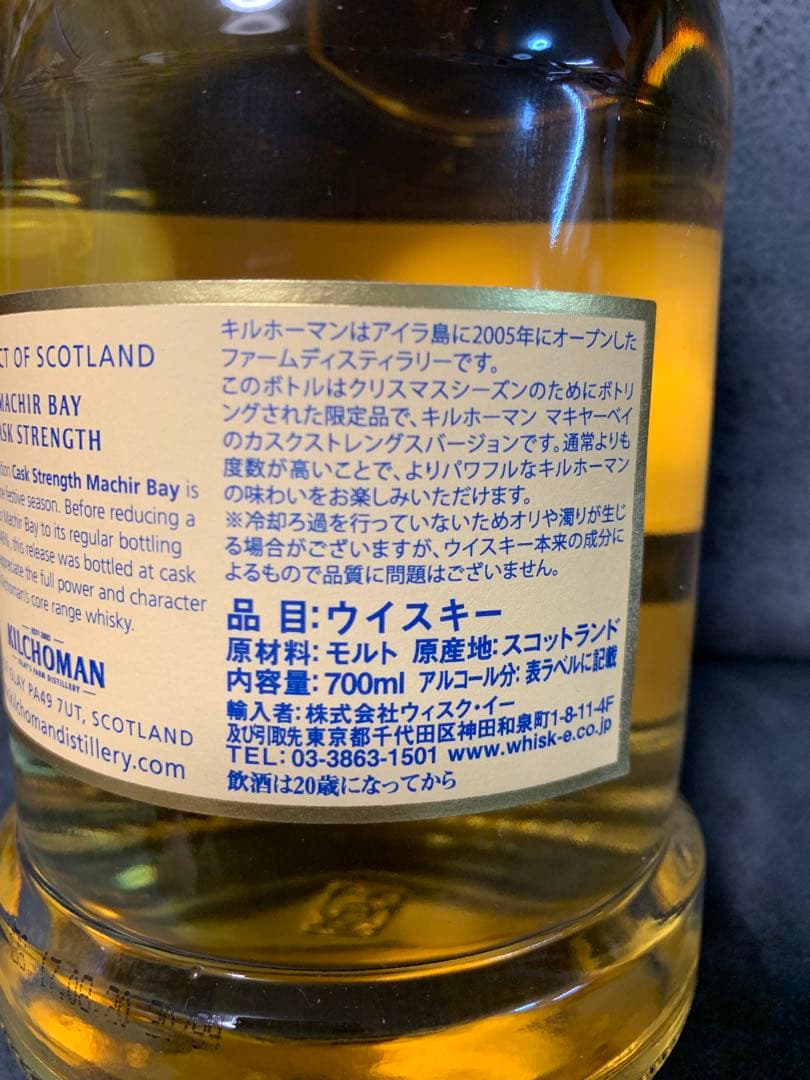 CT OF SCOTLAND
MACHIR BAY
ASK STRENGTH
tion Cask Strength Machir Bay is
e festive season. Before reducing a
Machir Bay to its regular bottling
46%, this release was bottled at cask
appreciate the full power and character
Kilchoman's core range whisky.
EST. 2005
KILCHOMAN
ISLAY'S FARM DISTILLERY
ISLAY PA49 7UT, SCOTLAND
kilchomandistillery.com
キルホーマンはアイラ島に2005年にオープンした
ファームディスティラリーです。
このボトルはクリスマスシーズンのためにボトリ
ングされた限定品で、キルホーマン マキヤーベイ
のカスクストレングスバージョンです。通常よりも
度数が高いことで、よりパワフルなキルホーマン
の味わいをお楽しみいただけます。
※冷却ろ過を行っていないためオリや濁りが生じ
る場合がございますが、ウイスキー本来の成分に
よるもので品質に問題はございません。
品 目：ウイスキー
原材料：モルト 原産地：スコットランド
内容量：700ml アルコール分：表ラベルに記載
輸入者：株式会社ウィスク・イー
及び引取先 東京都千代田区神田和泉町1-8-11-4F
TEL：03-3863-1501 www.whisk-e.co.jp
飲酒は20歳になってから